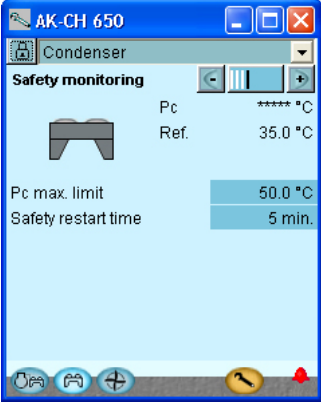 AK-CH 650
Condenser
Safety monitoring
Pc ***** °C
Ref. 35.0 °C
Pc max. limit 50.0 °C
Safety restart time 5 min.